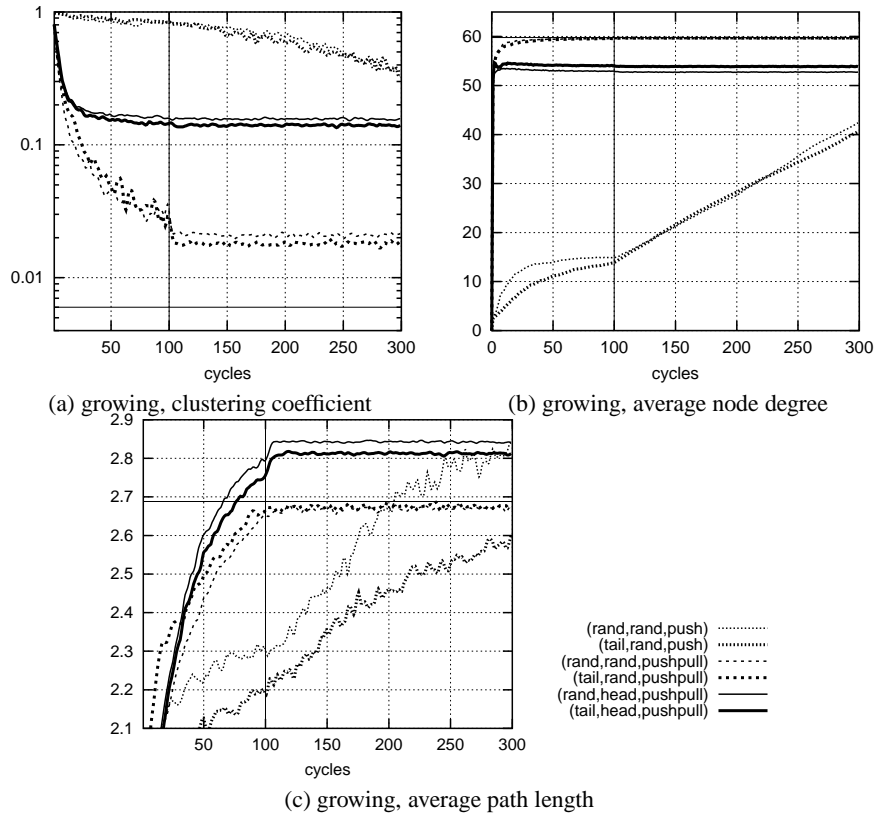 1
0.1
0.01
50 100 150 200 250 300
cycles
(a) growing, clustering coefficient
60
50
40
30
20
10
0
0 50 100 150 200 250 300
cycles
(b) growing, average node degree
2.9
2.8
2.7
2.6
2.5
2.4
2.3
2.2
2.1
50 100 150 200 250 300
cycles
(rand,rand,push)
(tail,rand,push)
(rand,rand,pushpull)
(tail,rand,pushpull)
(rand,head,pushpull)
(tail,head,pushpull)
(c) growing, average path length